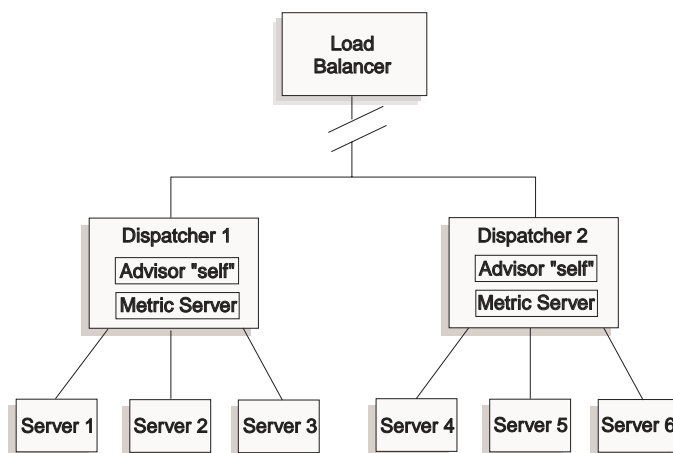 Load
Balancer
Dispatcher 1
Advisor "self"
Metric Server
Dispatcher 2
Advisor "self"
Metric Server
Server 1
Server 2
Server 3
Server 4
Server 5
Server 6